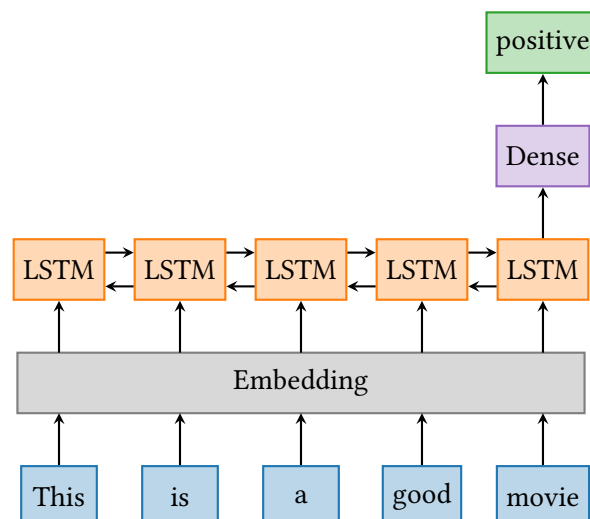 positive
Dense
LSTM LSTM LSTM LSTM LSTM
Embedding
This is a good movie